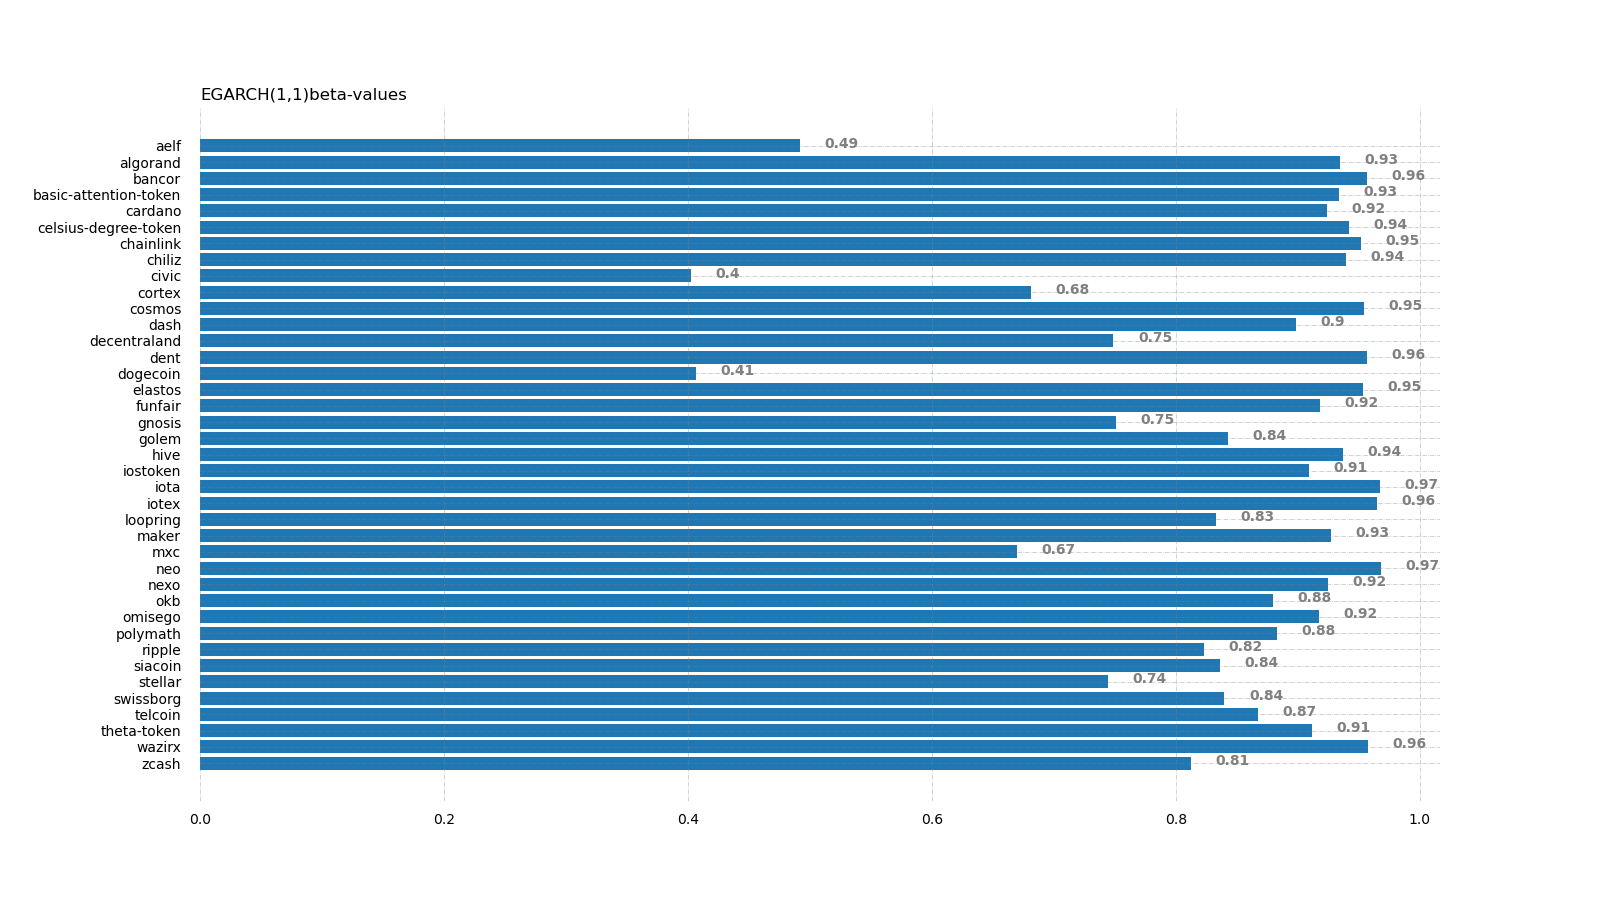 EGARCH(1,1)beta-values
aelf 0.49
algorand 0.93
bancor 0.96
basic-attention-token 0.93
cardano 0.92
celsius-degree-token 0.94
chainlink 0.95
chiliz 0.94
civic 0.4
cortex 0.68
cosmos 0.95
dash 0.9
decentraland 0.75
dent 0.96
dogecoin 0.41
elastos 0.95
funfair 0.92
gnosis 0.75
golem 0.84
hive 0.94
iostoken 0.91
iota 0.97
iotex 0.96
loopring 0.83
maker 0.93
mxc 0.67
neo 0.97
nexo 0.92
okb 0.88
omisego 0.92
polymath 0.88
ripple 0.82
siacoin 0.84
stellar 0.74
swissborg 0.84
telcoin 0.87
theta-token 0.91
wazirx 0.96
zcash 0.81
0.0 0.2 0.4 0.6 0.8 1.0